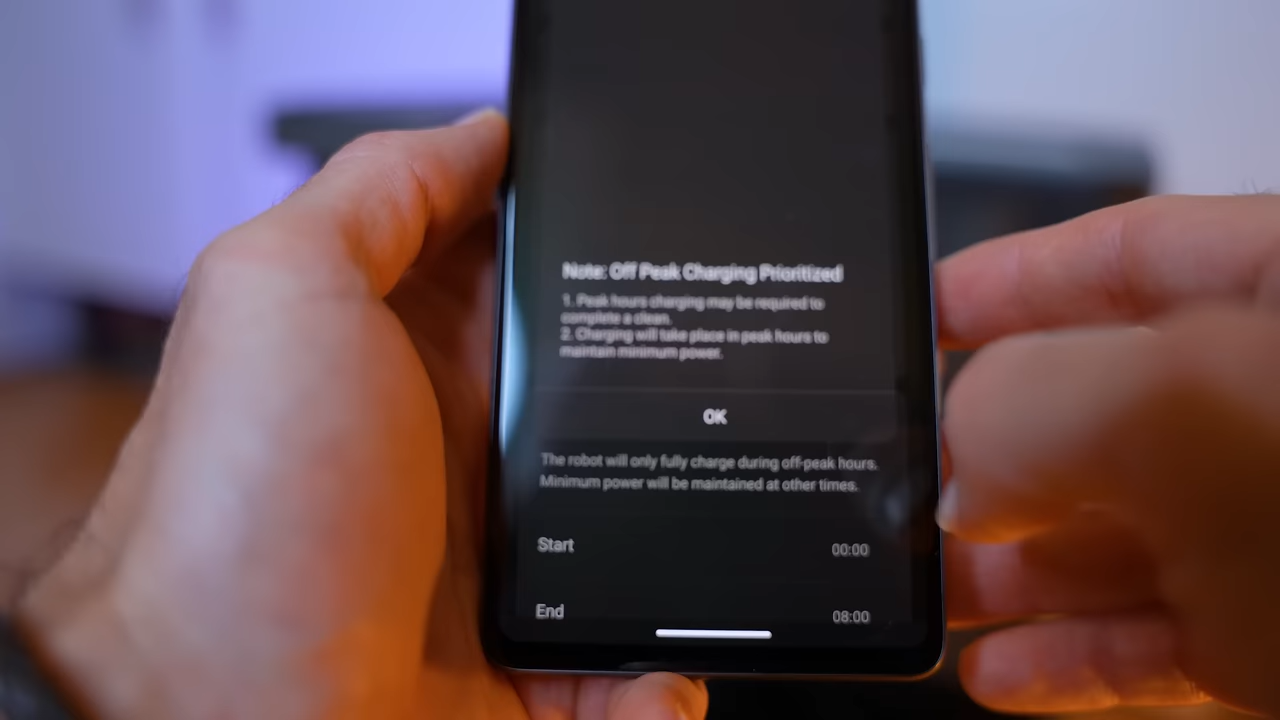 Note: Off Peak Charging Prioritized
1. Peak hours charging may be required to
complete a clean.
2. Charging will take place in peak hours to
maintain minimum power.
OK
The robot will only fully charge during off-peak hours.
Minimum power will be maintained at other times.
Start 00:00
End 08:00